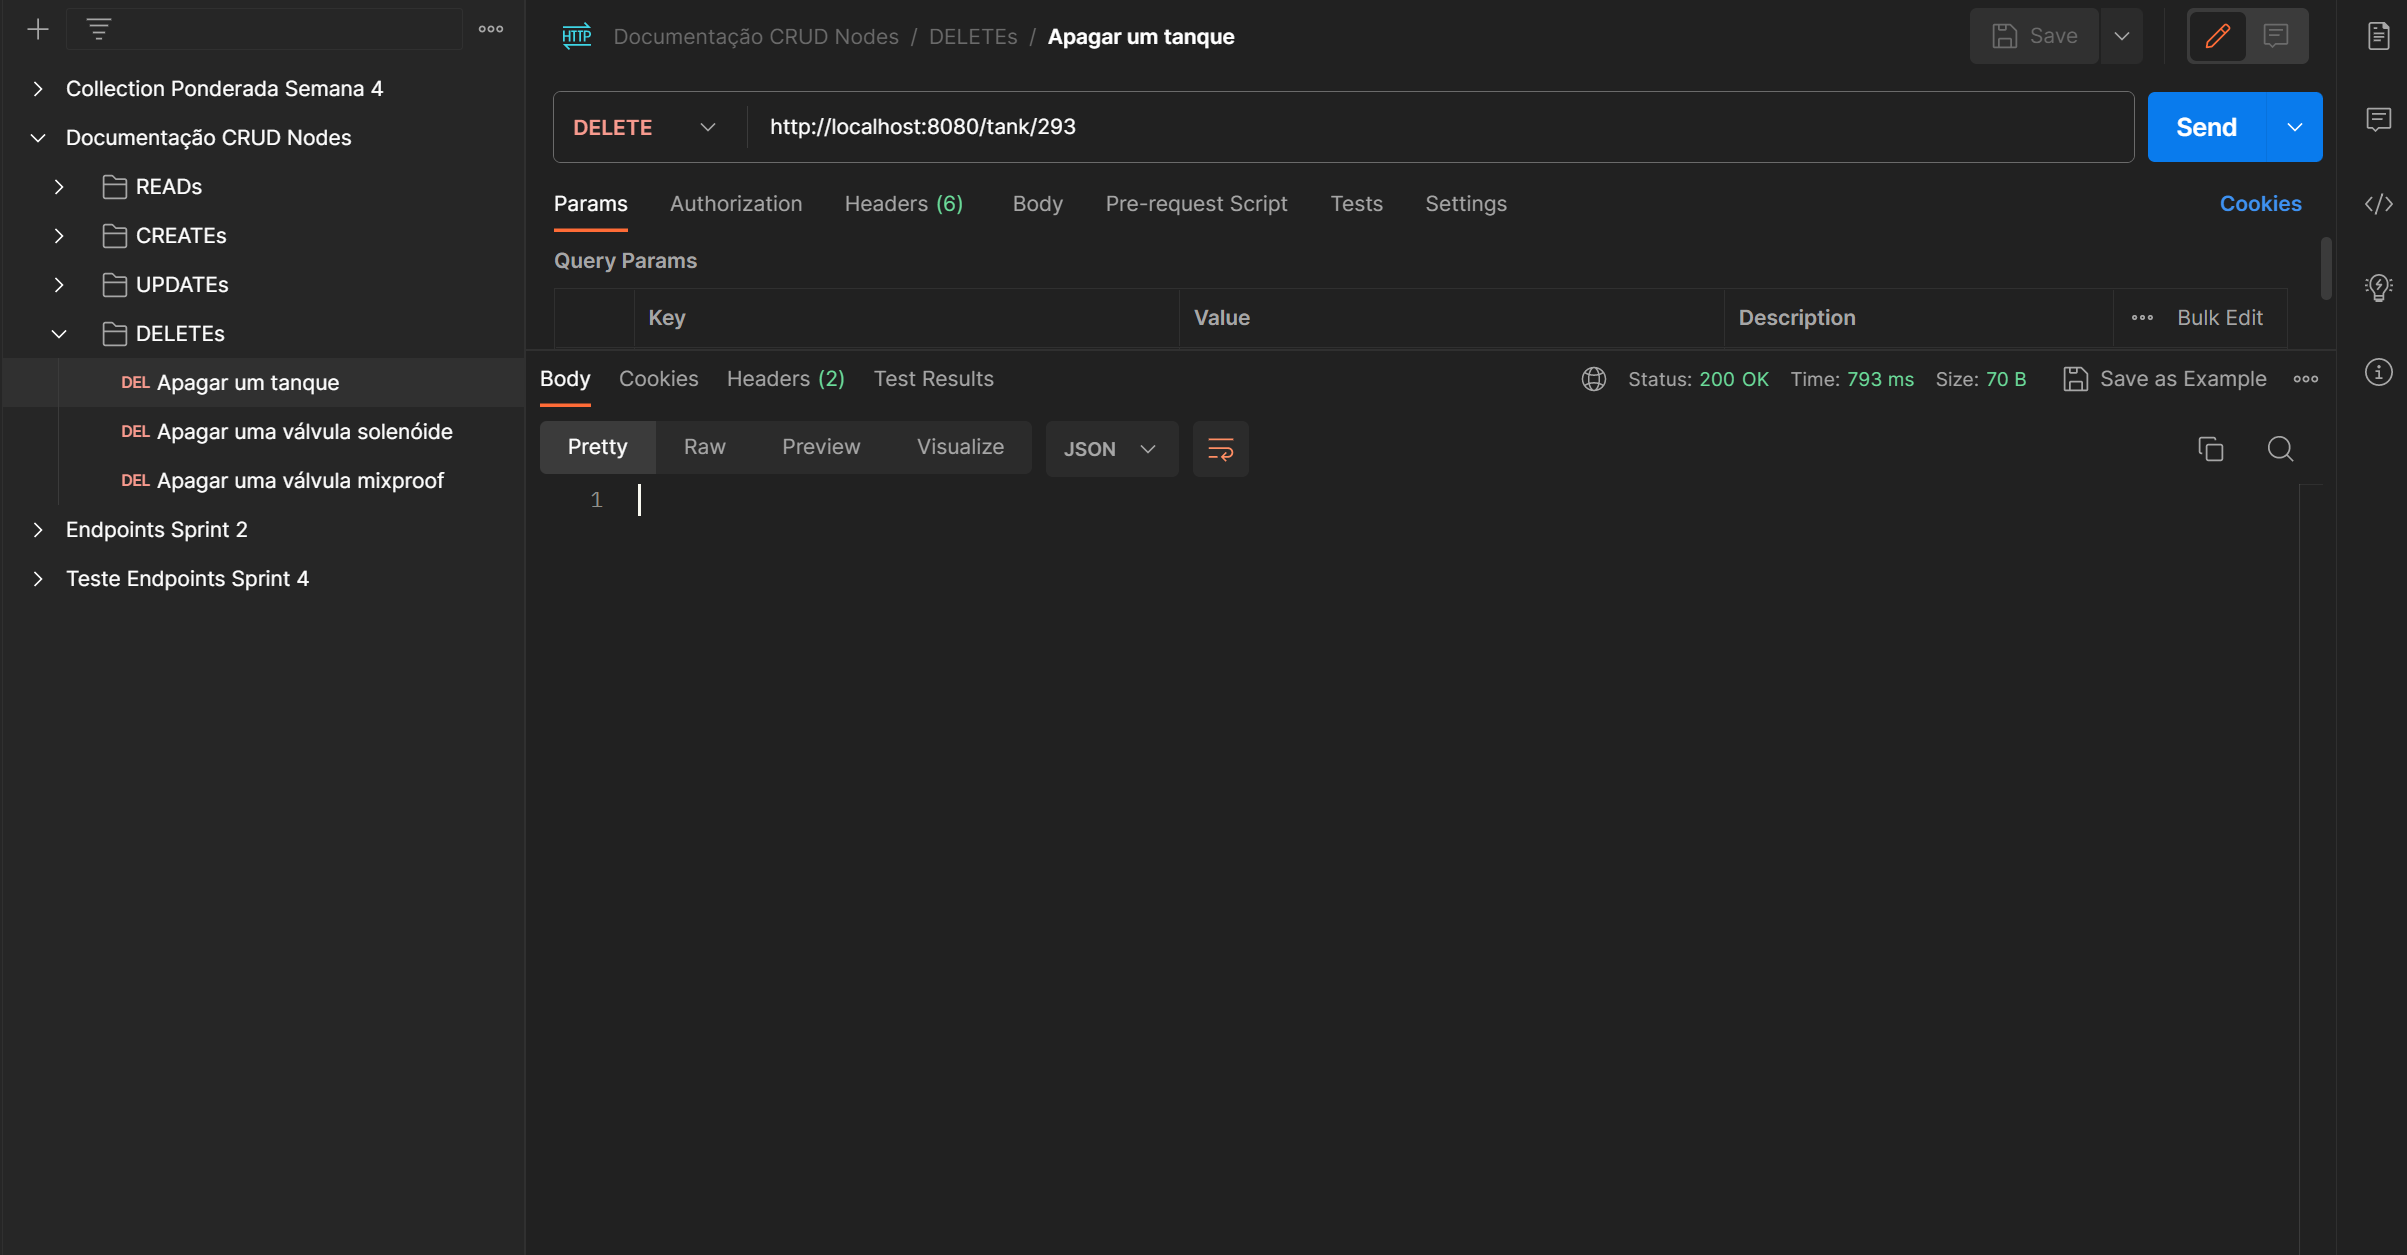 Collection Ponderada Semana 4
Documentação CRUD Nodes
READs
CREATEs
UPDATEs
DELETEs
DEL Apagar um tanque
DEL Apagar uma válvula solenóide
DEL Apagar uma válvula mixproof
Endpoints Sprint 2
Teste Endpoints Sprint 4
HTTP Documentação CRUD Nodes / DELETEs / Apagar um tanque
Save
DELETE http://localhost:8080/tank/293
Send
Params Authorization Headers (6) Body Pre-request Script Tests Settings Cookies
Query Params
Key Value Description Bulk Edit
Body Cookies Headers (2) Test Results Status: 200 OK Time: 793 ms Size: 70 B Save as Example
Pretty Raw Preview Visualize JSON
1